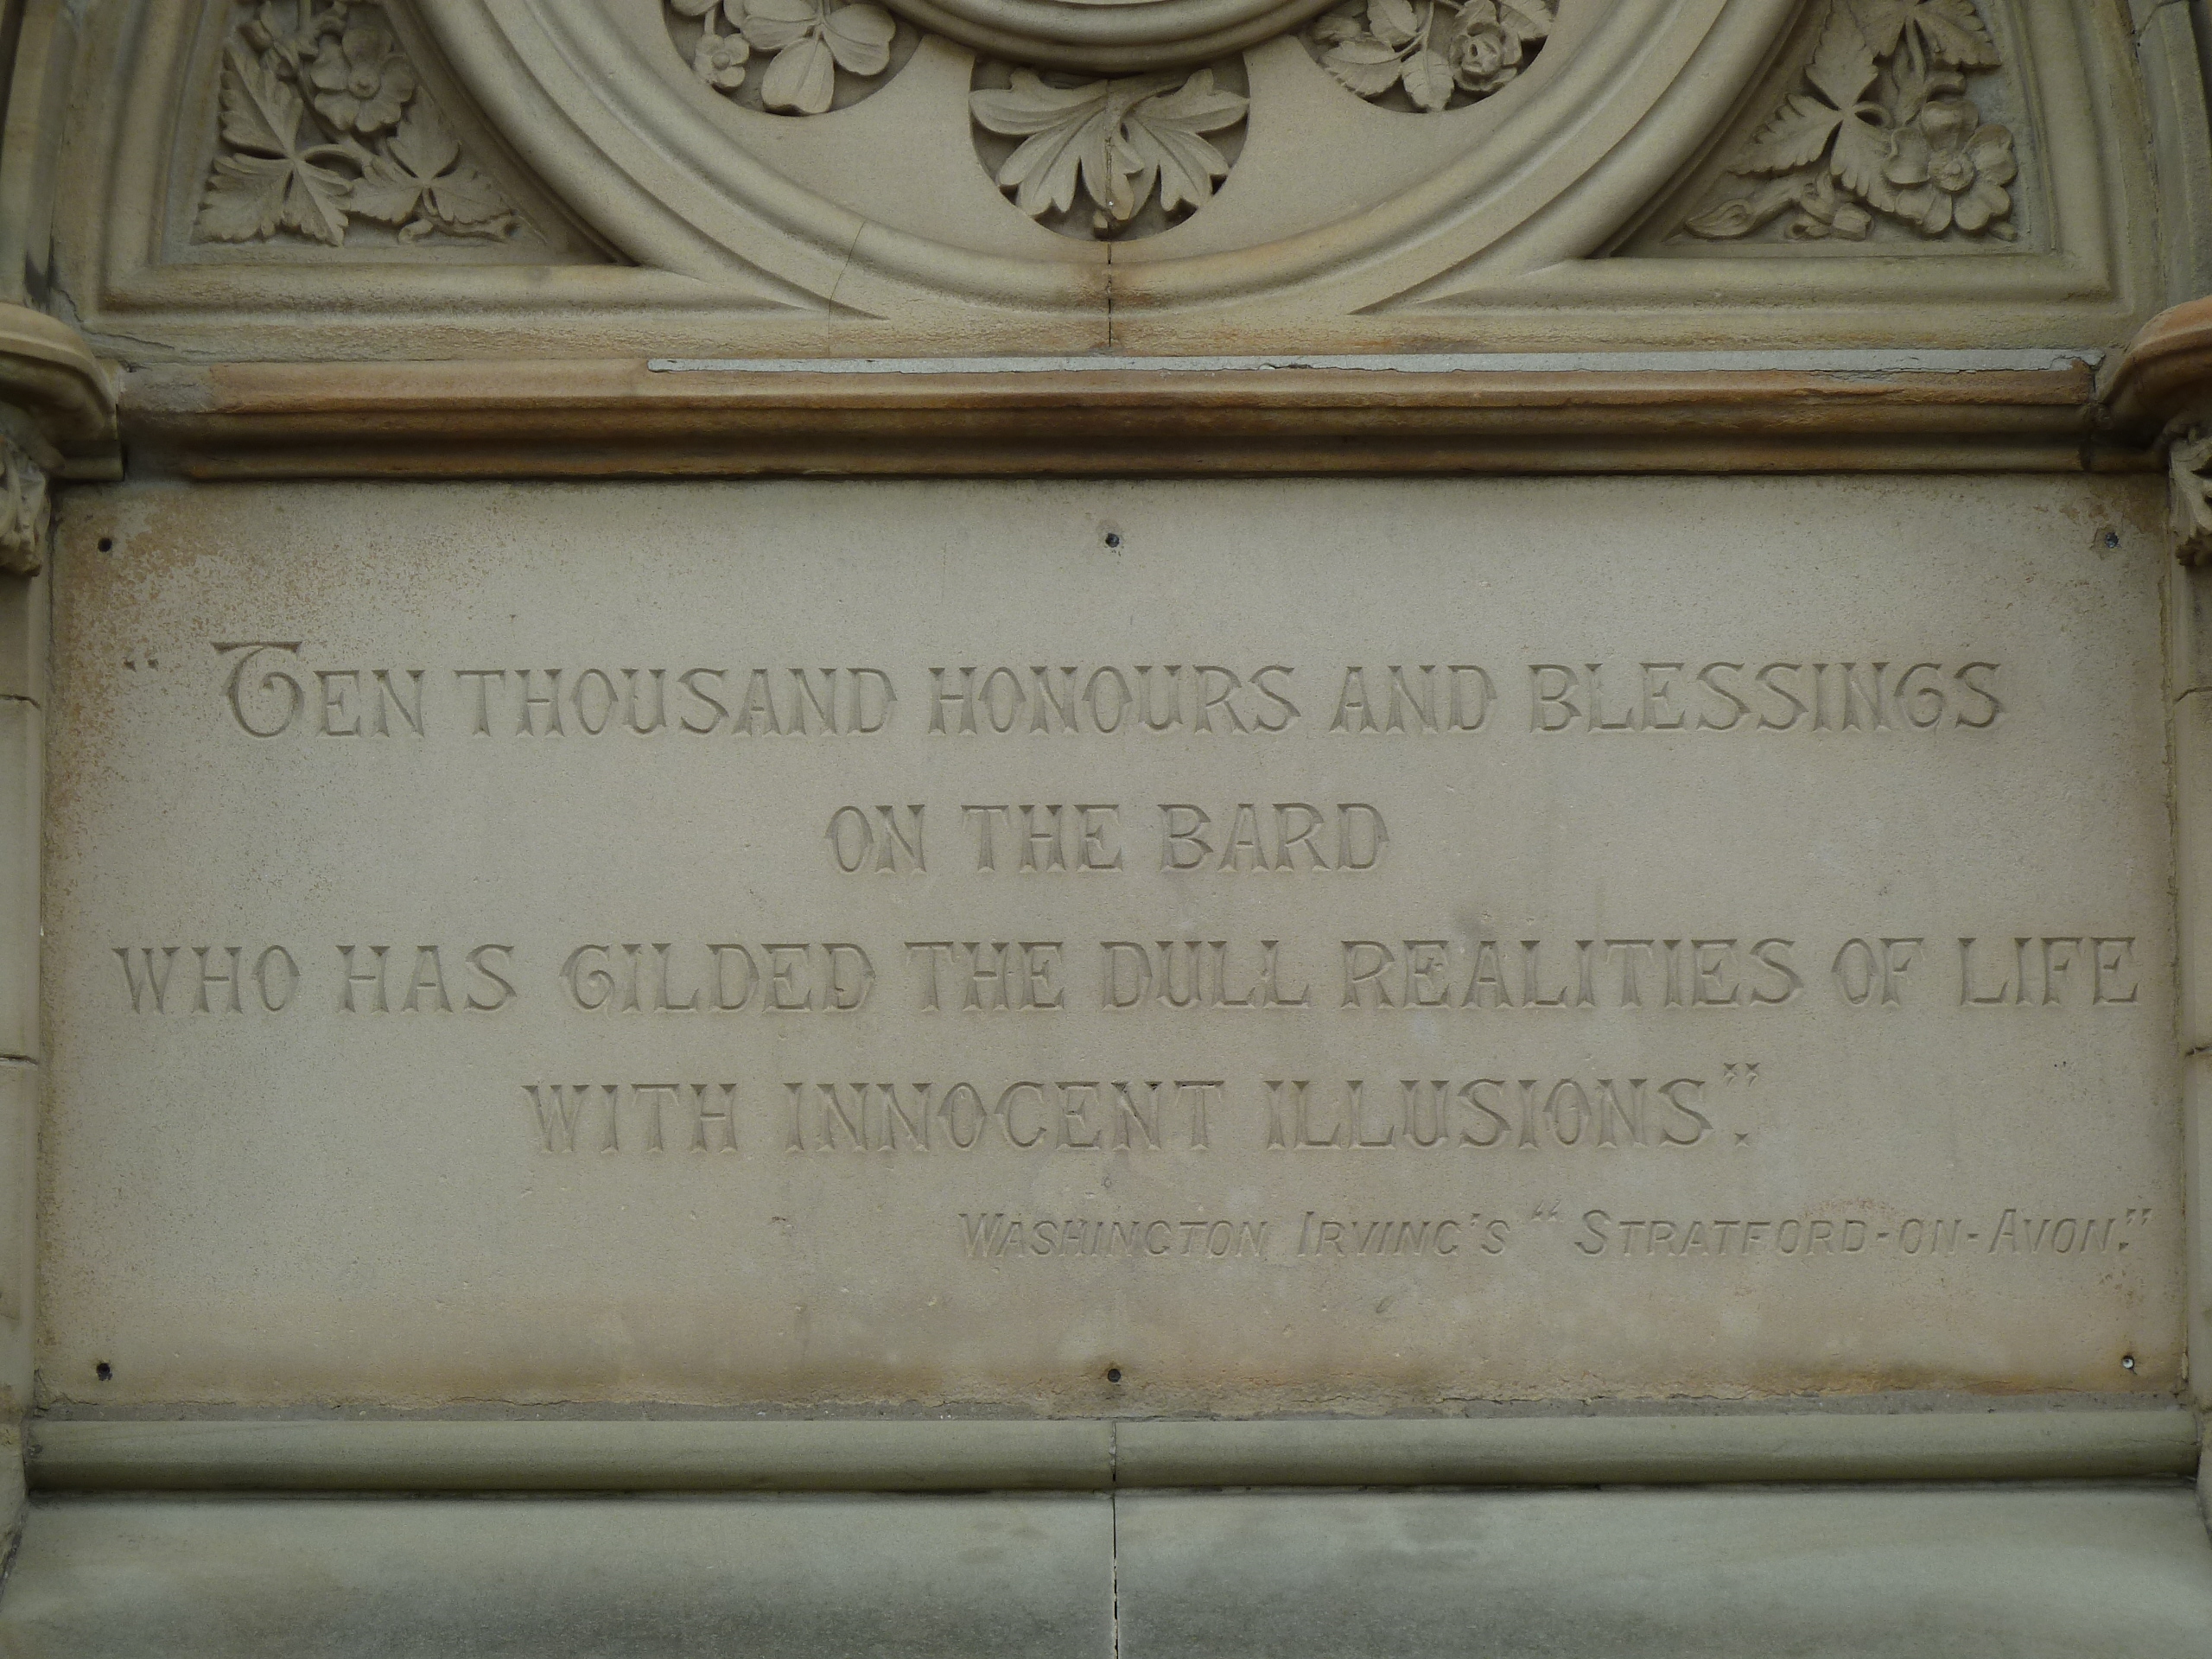 “ TEN THOUSAND HONOURS AND BLESSINGS
ON THE BARD
WHO HAS GILDED THE DULL REALITIES OF LIFE
WITH INNOCENT ILLUSIONS”.
WASHINGTON IRVING'S “ STRATFORD-ON-AVON.”